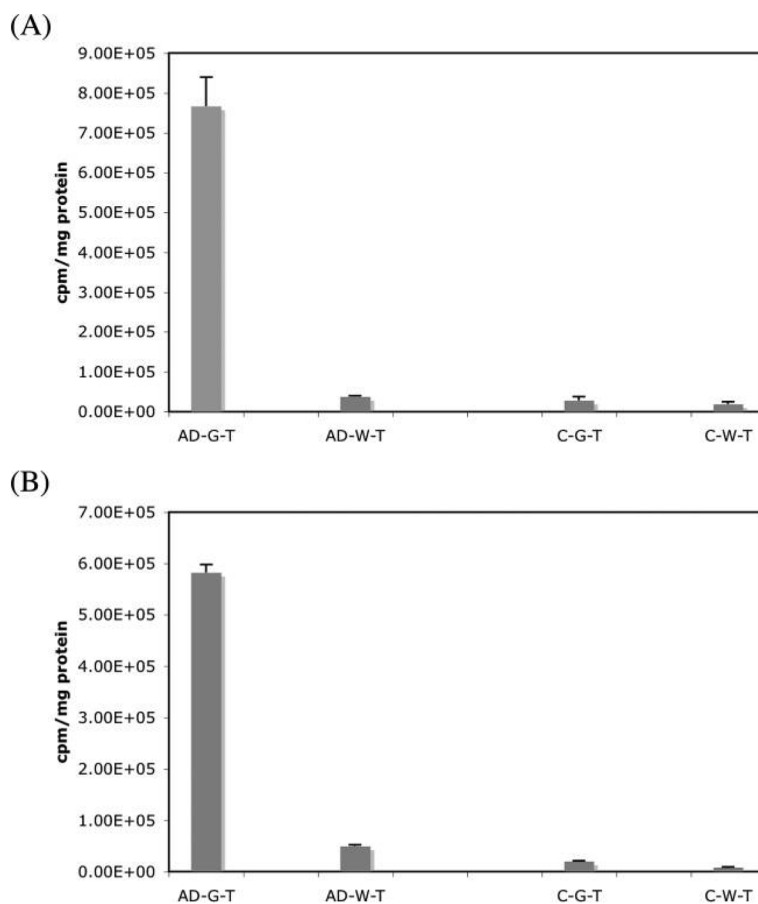 (A)
9.00E+05
8.00E+05
7.00E+05
6.00E+05
5.00E+05
4.00E+05
3.00E+05
2.00E+05
1.00E+05
0.00E+00
cpm/mg protein
AD-G-T AD-W-T C-G-T C-W-T
(B)
7.00E+05
6.00E+05
5.00E+05
4.00E+05
3.00E+05
2.00E+05
1.00E+05
0.00E+00
cpm/mg protein
AD-G-T AD-W-T C-G-T C-W-T